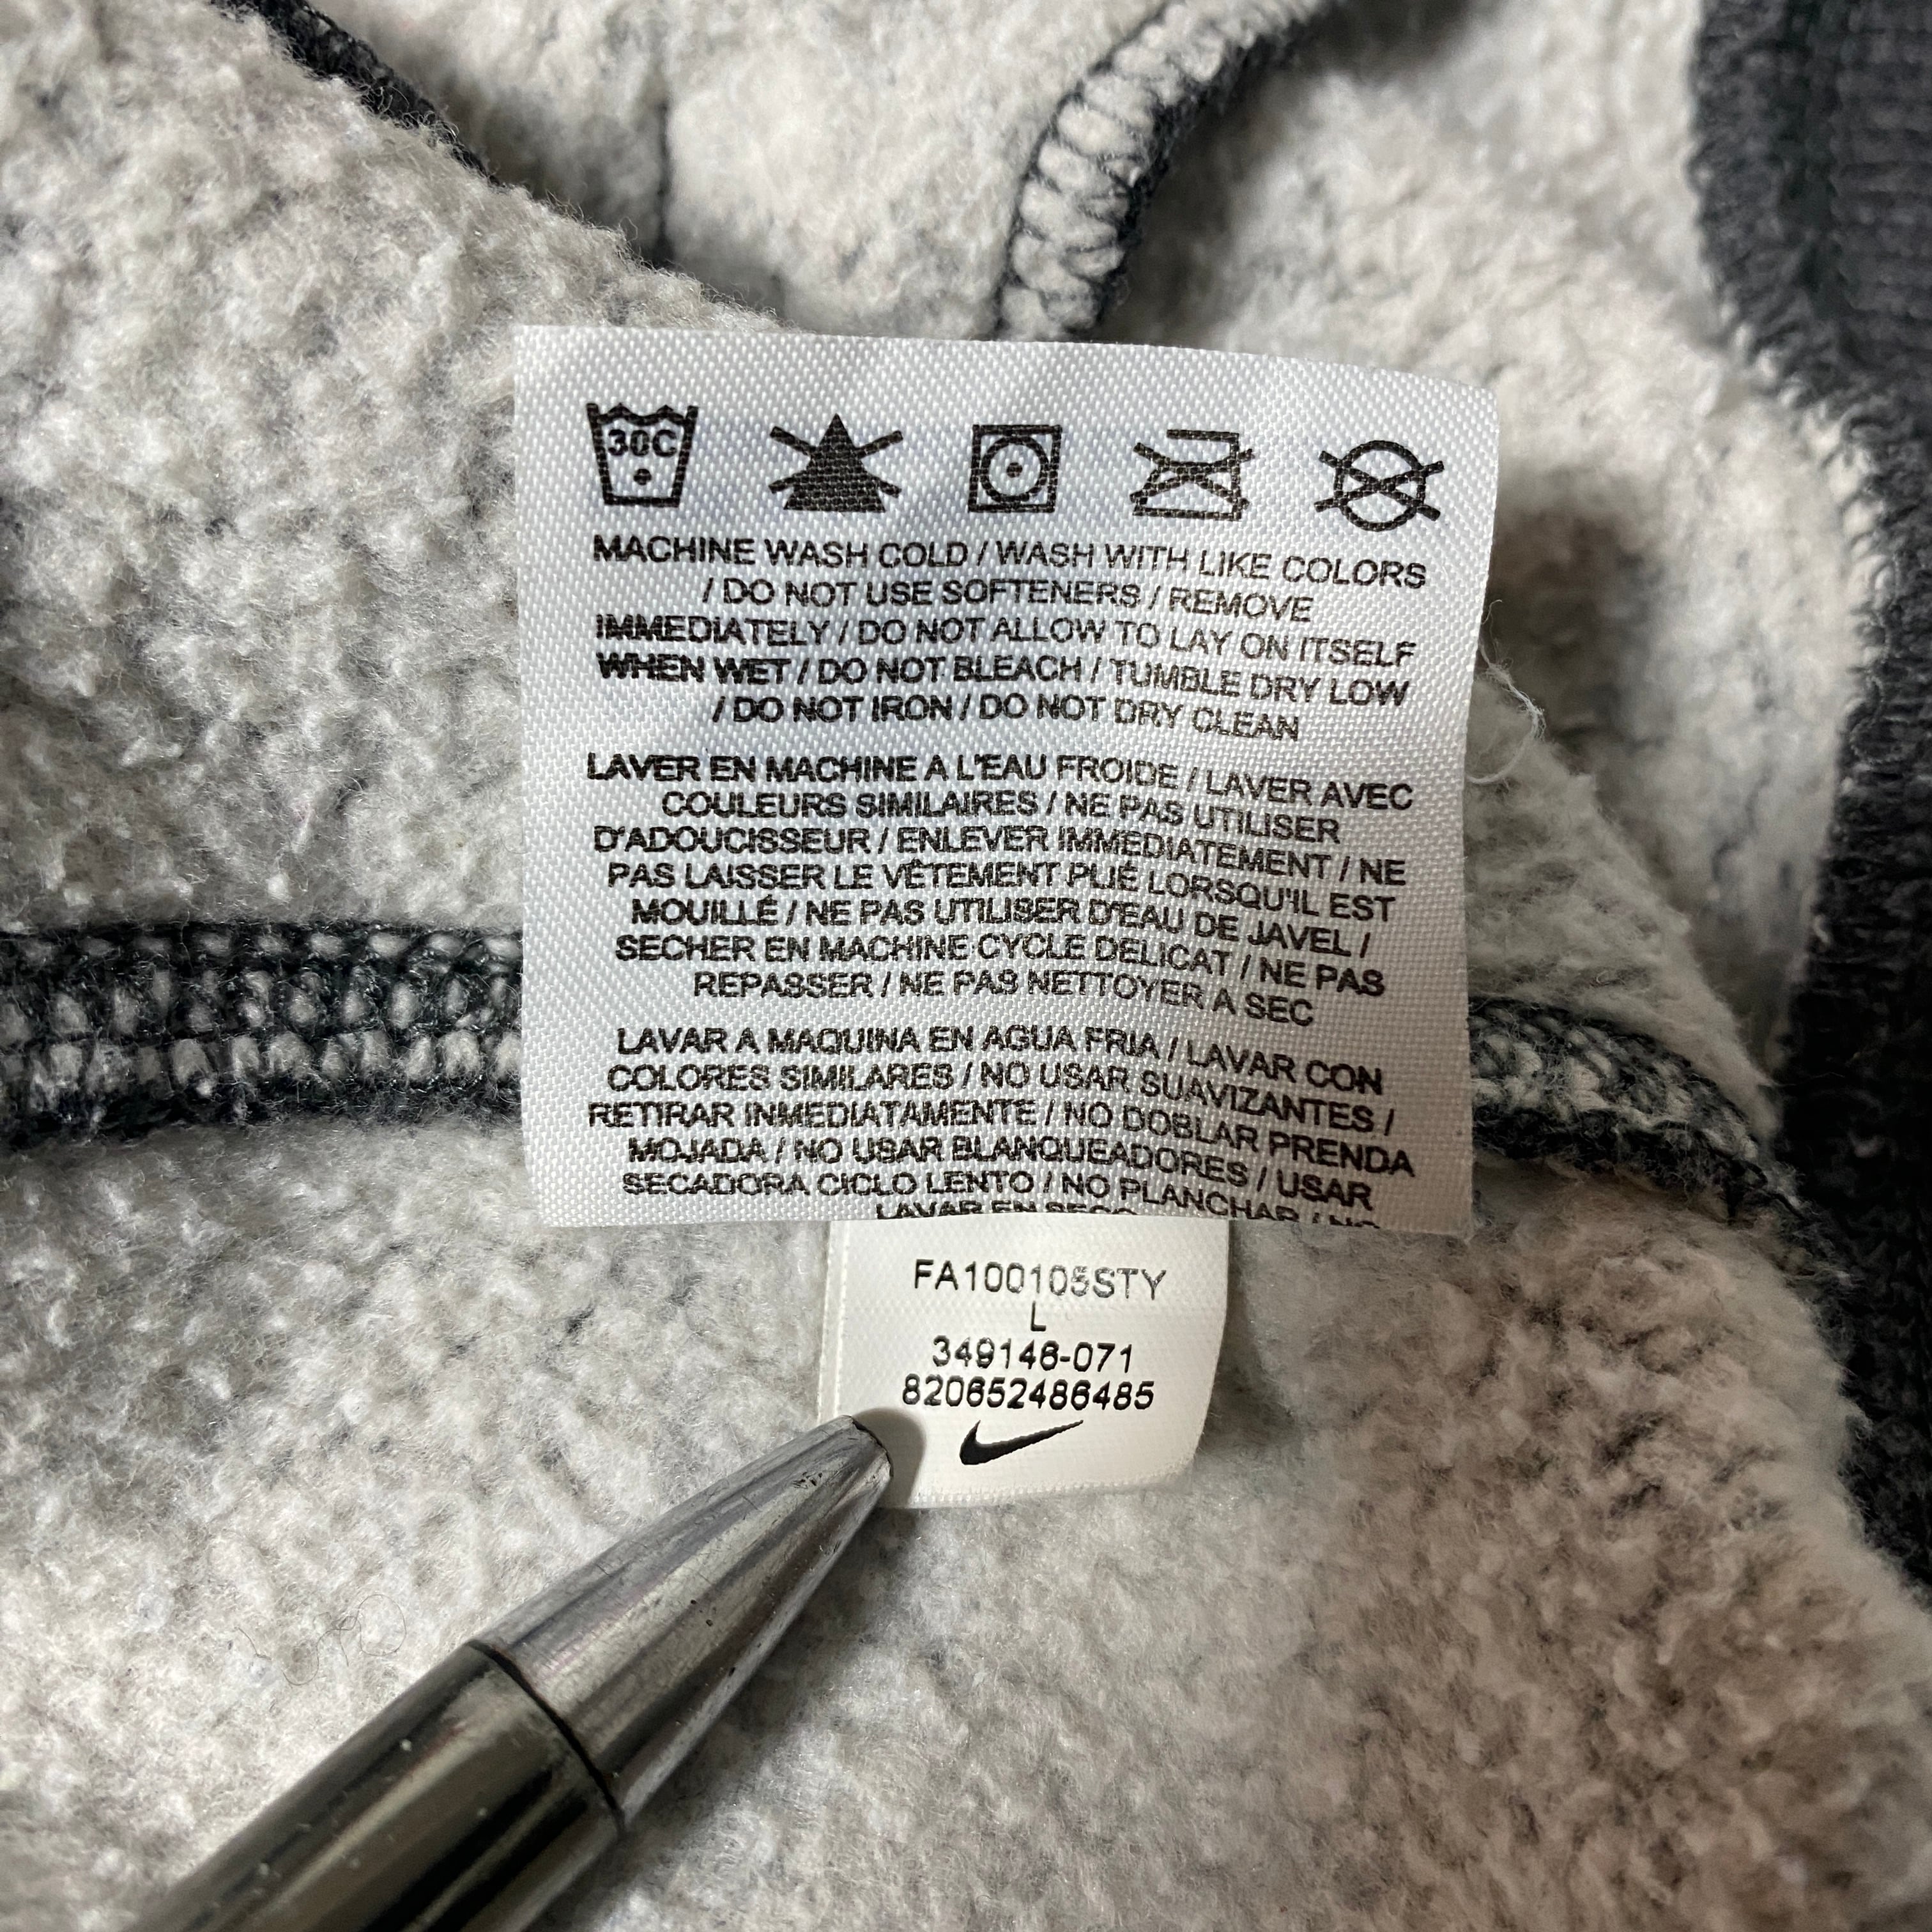 30C
MACHINE WASH COLD / WASH WITH LIKE COLORS
/ DO NOT USE SOFTENERS / REMOVE
IMMEDIATELY / DO NOT ALLOW TO LAY ON ITSELF
WHEN WET / DO NOT BLEACH / TUMBLE DRY LOW
/ DO NOT IRON / DO NOT DRY CLEAN
LAVER EN MACHINE A L'EAU FROIDE / LAVER AVEC
COULEURS SIMILAIRES / NE PAS UTILISER
D'ADOUCISSEUR / ENLEVER IMMEDIATEMENT / NE
PAS LAISSER LE VÊTEMENT PLIÉ LORSQU'IL EST
MOUILLÉ / NE PAS UTILISER D'EAU DE JAVEL /
SECHER EN MACHINE CYCLE DELICAT / NE PAS
REPASSER / NE PAS NETTOYER A SEC
LAVAR A MAQUINA EN AGUA FRIA / LAVAR CON
COLORES SIMILARES / NO USAR SUAVIZANTES /
RETIRAR INMEDIATAMENTE / NO DOBLAR PRENDA
MOJADA / NO USAR BLANQUEADORES / USAR
SECADORA CICLO LENTO / NO PLANCHAR / NO
LAVAR EN SECO
FA100105STY
L
349146-071
820652486485